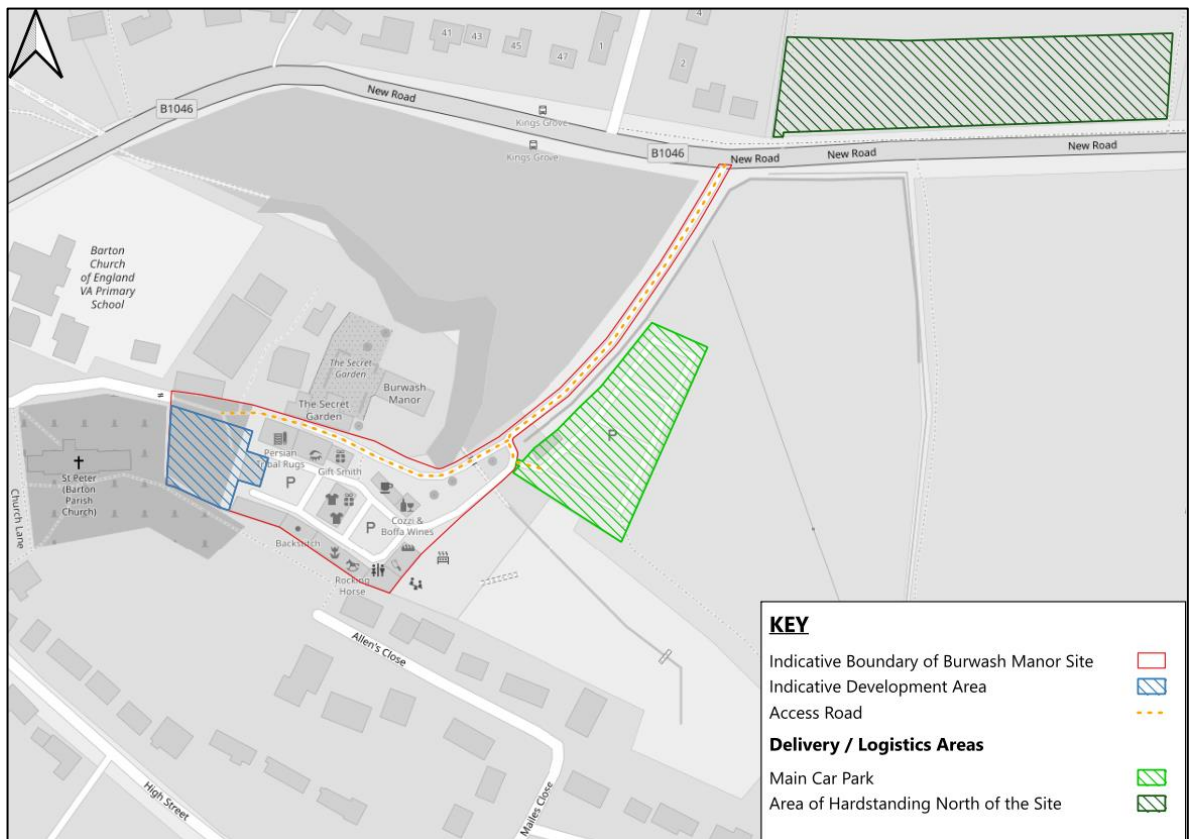 41
43
45
47
1
4
2
New Road
B1046
Kings Grove
Kings Grove
B1046
New Road
New Road
New Road
Barton
Church
of England
VA Primary
School
The Secret
Garden
Burwash
Manor
The Secret
Garden
Persian
Tribal Rugs
Gift Smith
P
P
P
Cozzi &
Boffa Wines
Backstitch
Rocking
Horse
St Peter
(Barton
Parish
Church)
Church Lane
Allen's Close
Mailes Close
High Street
KEY
Indicative Boundary of Burwash Manor Site
Indicative Development Area
Access Road
Delivery / Logistics Areas
Main Car Park
Area of Hardstanding North of the Site